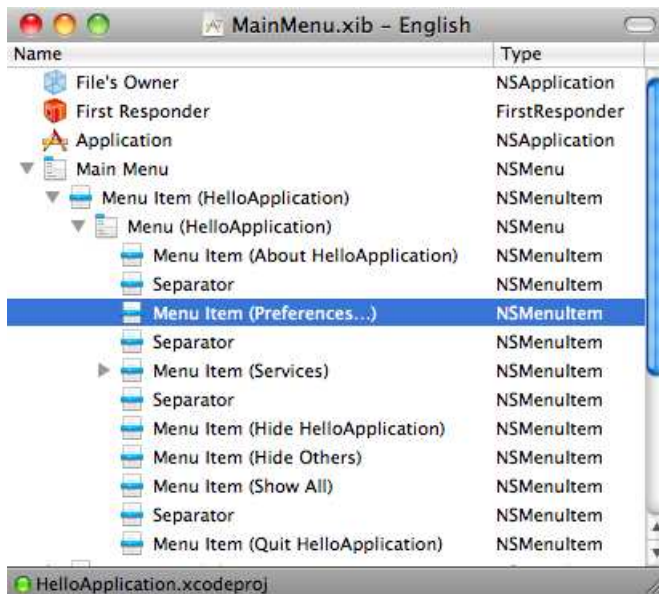 MainMenu.xib – English
Name Type
File's Owner NSApplication
First Responder FirstResponder
Application NSApplication
Main Menu NSMenu
Menu Item (HelloApplication) NSMenuItem
Menu (HelloApplication) NSMenu
Menu Item (About HelloApplication) NSMenuItem
Separator NSMenuItem
Menu Item (Preferences...) NSMenuItem
Separator NSMenuItem
Menu Item (Services) NSMenuItem
Separator NSMenuItem
Menu Item (Hide HelloApplication) NSMenuItem
Menu Item (Hide Others) NSMenuItem
Menu Item (Show All) NSMenuItem
Separator NSMenuItem
Menu Item (Quit HelloApplication) NSMenuItem
HelloApplication.xcodeproj